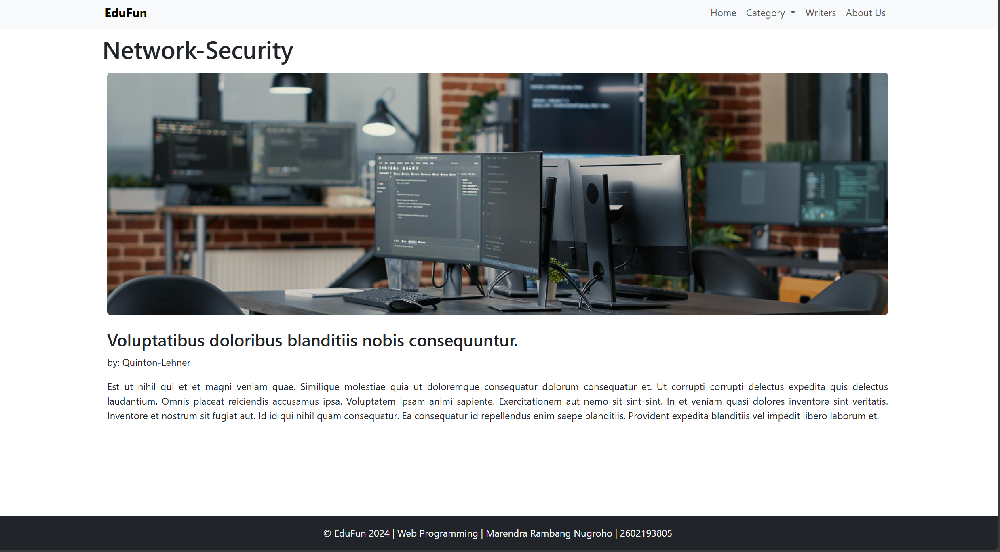 EduFun
Home Category Writers About Us
Network-Security
Voluptatibus doloribus blanditiis nobis consequuntur.
by: Quinton-Lehner
Est ut nihil qui et et magni veniam quae. Similique molestiae quia ut doloremque consequatur dolorum consequatur et. Ut corrupti corrupti delectus expedita quis delectus
laudantium. Omnis placeat reiciendis accusamus ipsa. Voluptatem ipsam animi sapiente. Exercitationem aut nemo sit sint sint. In et veniam quasi dolores inventore sint veritatis.
Inventore et nostrum sit fugiat aut. Id id qui nihil quam consequatur. Ea consequatur id repellendus enim saepe blanditiis. Provident expedita blanditiis vel impedit libero laborum et.
© EduFun 2024 | Web Programming | Marendra Rambang Nugroho | 2602193805